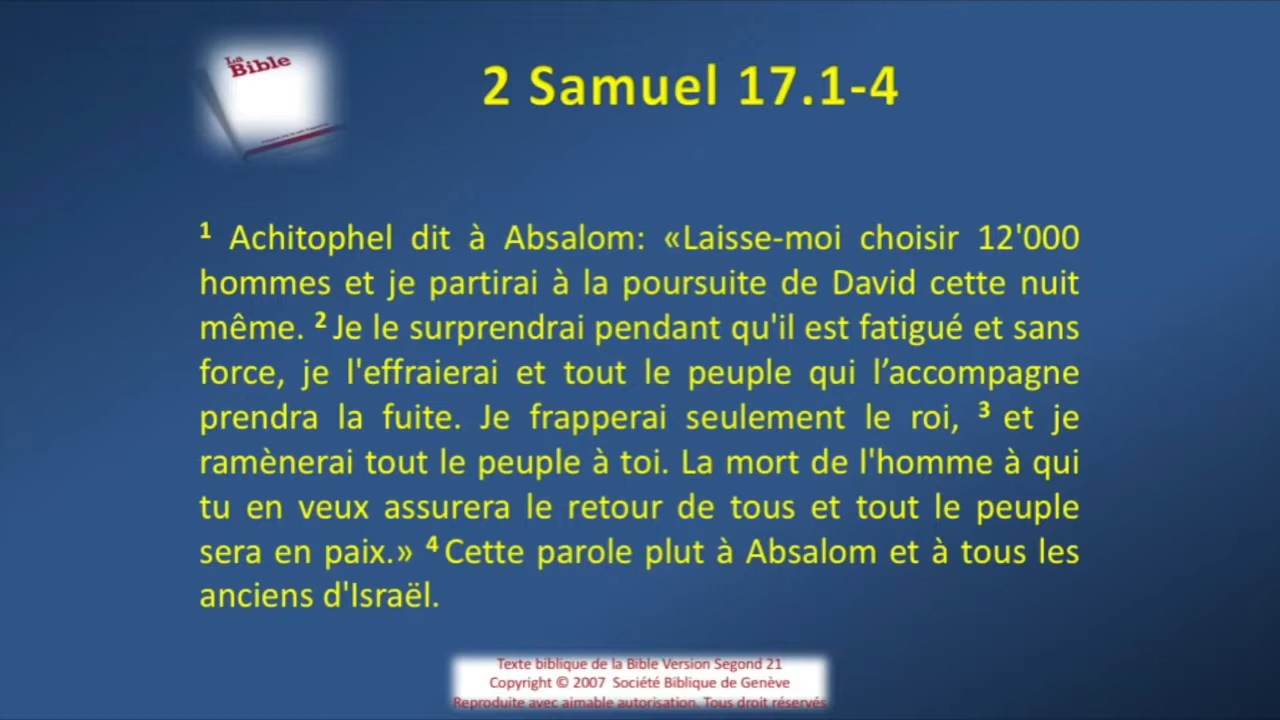 La
Bible
2 Samuel 17.1-4
¹ Achitophel dit à Absalom: «Laisse-moi choisir 12'000
hommes et je partirai à la poursuite de David cette nuit
même. ² Je le surprendrai pendant qu'il est fatigué et sans
force, je l'effraierai et tout le peuple qui l’accompagne
prendra la fuite. Je frapperai seulement le roi, ³ et je
ramènerai tout le peuple à toi. La mort de l'homme à qui
tu en veux assurera le retour de tous et tout le peuple
sera en paix.» ⁴ Cette parole plut à Absalom et à tous les
anciens d'Israël.
Texte biblique de la Bible Version Segond 21
Copyright © 2007 Société Biblique de Genève
Reproduite avec aimable autorisation. Tous droit réservés